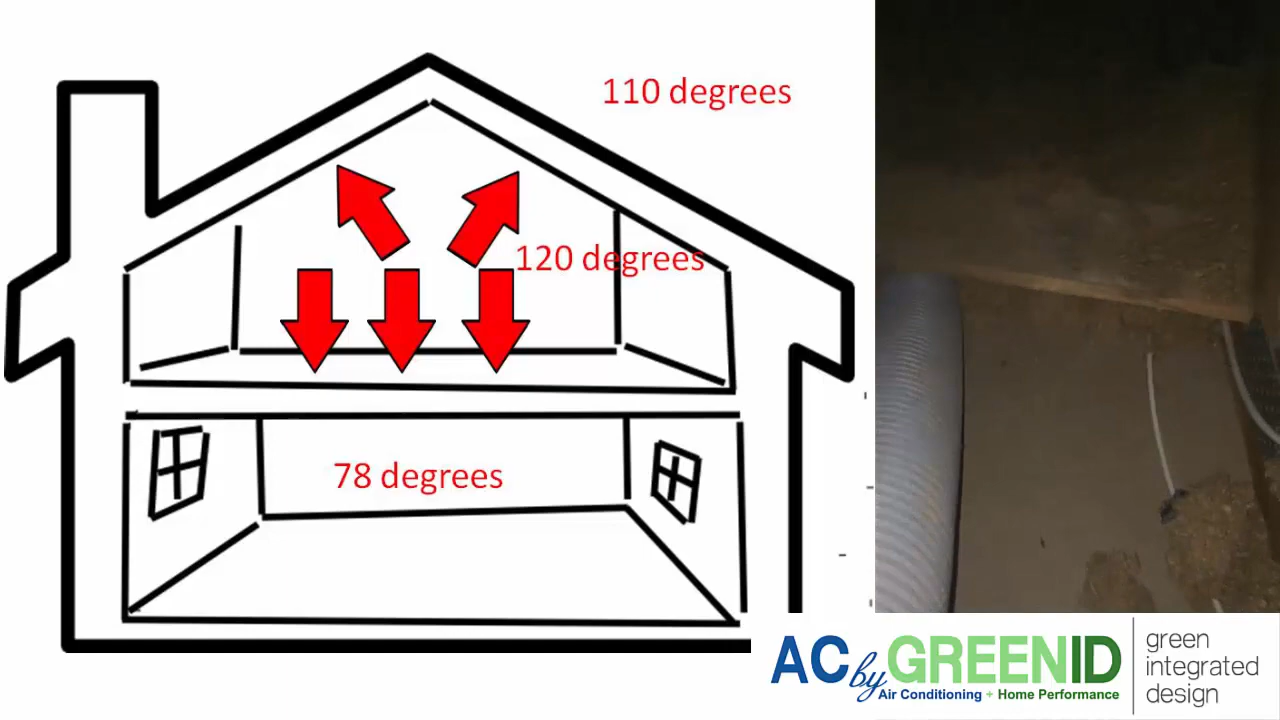 110 degrees
120 degrees
78 degrees
AC by GREENID
Air Conditioning + Home Performance
green
integrated
design